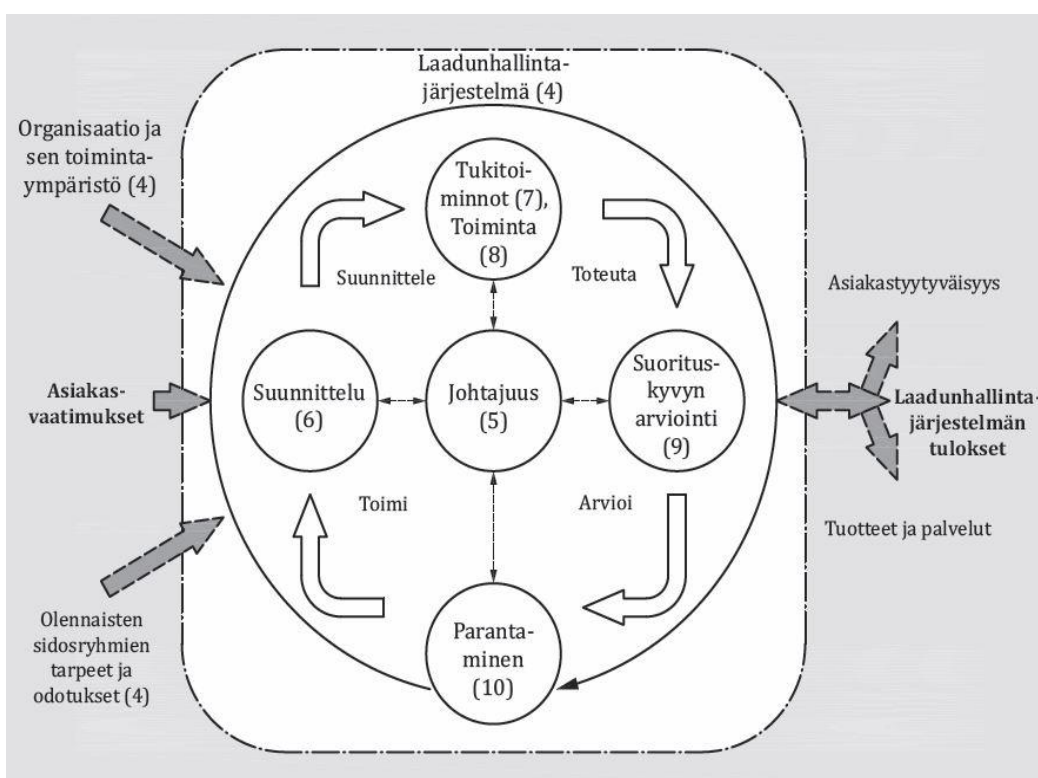 Laadunhallinta-
järjestelmä (4)
Organisaatio ja
sen toiminta-
ympäristö (4)
Tukitoi-
minnot (7),
Toiminta
(8)
Suunnittele
Toteuta
Asiakastyytyväisyys
Asiakas-
vaatimukset
Suunnittelu
(6)
Johtajuus
(5)
Suoritus-
kyvyn
arviointi
(9)
Laadunhallinta-
järjestelmän
tulokset
Toimi
Arvioi
Tuotteet ja palvelut
Olennaisten
sidosryhmien
tarpeet ja
odotukset (4)
Paranta-
minen
(10)